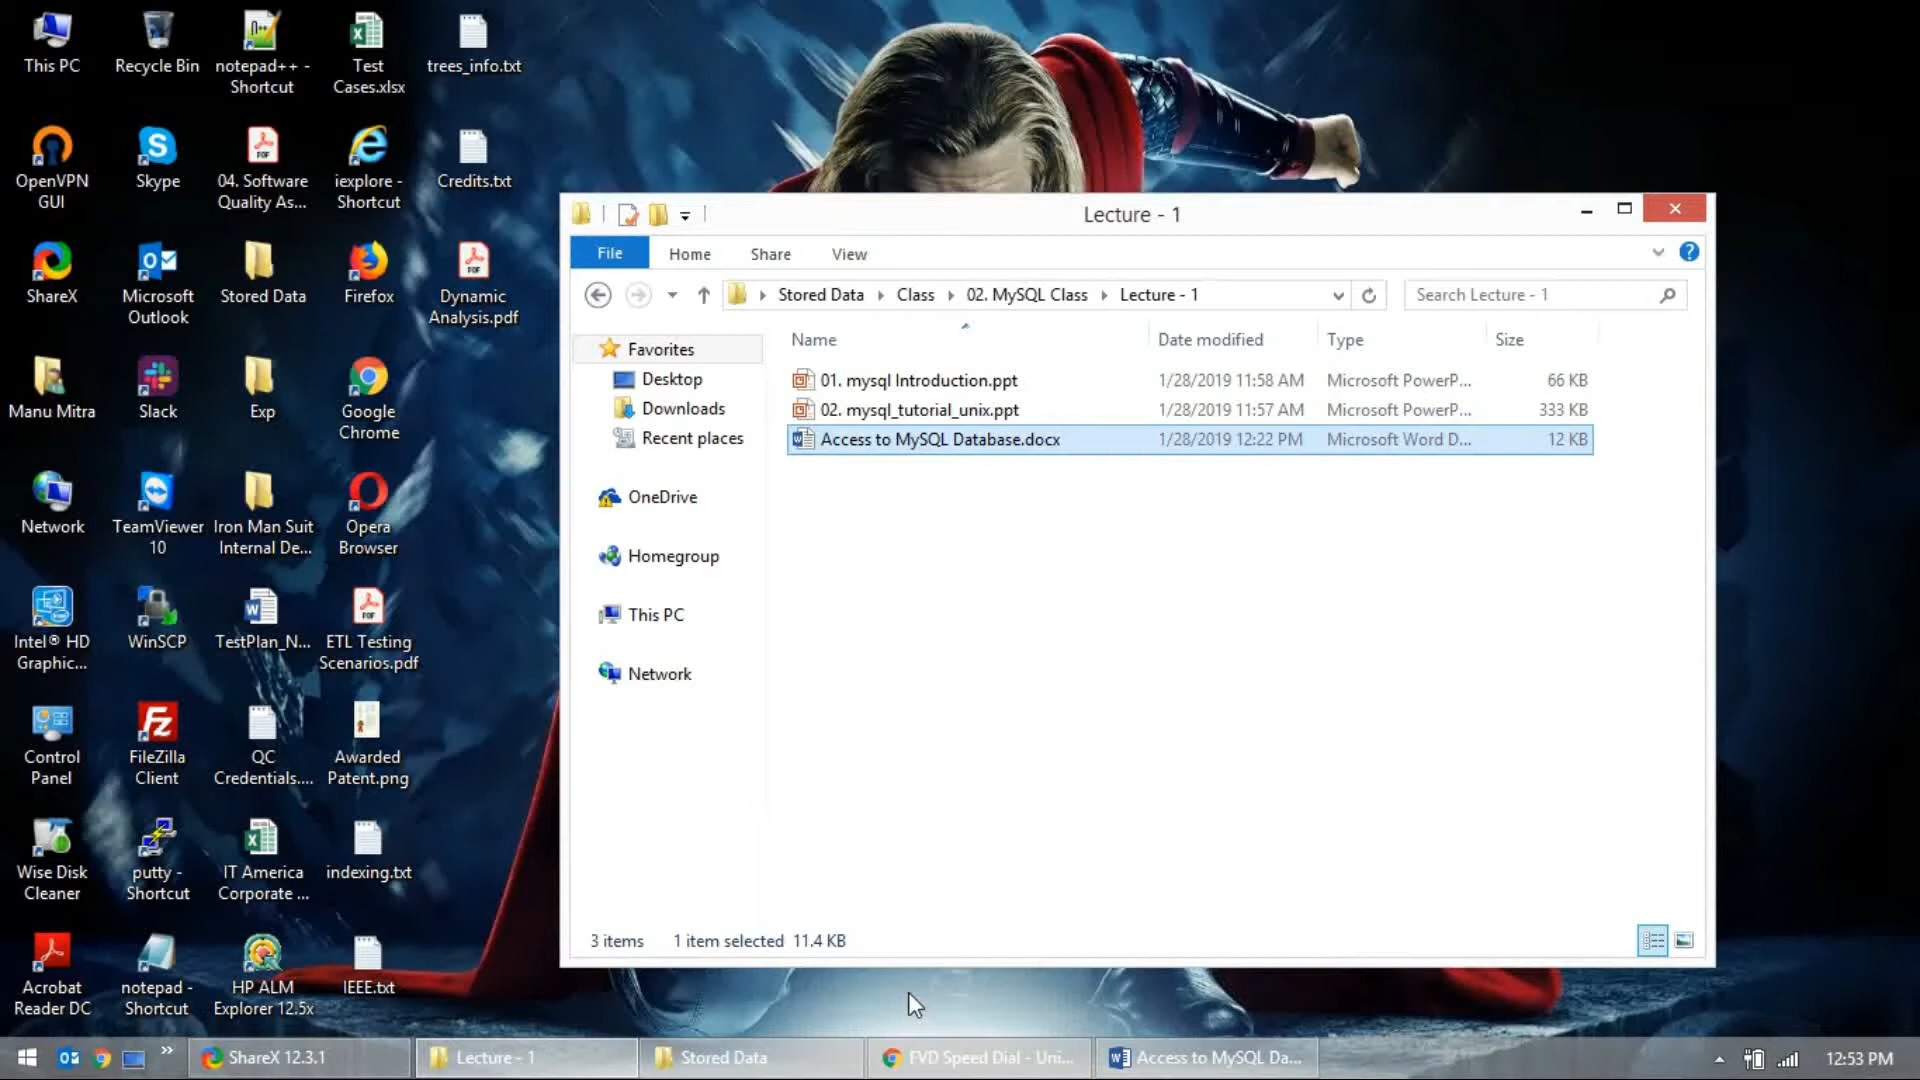 This PC
Recycle Bin
notepad++ -
Shortcut
Test
Cases.xlsx
trees_info.txt
OpenVPN
GUI
Skype
04. Software
Quality As...
iexplore -
Shortcut
Credits.txt
ShareX
Microsoft
Outlook
Stored Data
Firefox
Dynamic
Analysis.pdf
Manu Mitra
Slack
Exp
Google
Chrome
Network
TeamViewer
10
Iron Man Suit
Internal De...
Opera
Browser
Intel® HD
Graphic...
WinSCP
TestPlan_N...
ETL Testing
Scenarios.pdf
Control
Panel
FileZilla
Client
QC
Credentials....
Awarded
Patent.png
Wise Disk
Cleaner
putty -
Shortcut
IT America
Corporate ...
indexing.txt
Acrobat
Reader DC
notepad -
Shortcut
HP ALM
Explorer 12.5x
IEEE.txt
Lecture - 1
File Home Share View
Stored Data Class 02. MySQL Class Lecture - 1
Search Lecture - 1
Name Date modified Type Size
01. mysql Introduction.ppt 1/28/2019 11:58 AM Microsoft PowerP... 66 KB
02. mysql_tutorial_unix.ppt 1/28/2019 11:57 AM Microsoft PowerP... 333 KB
Access to MySQL Database.docx 1/28/2019 12:22 PM Microsoft Word D... 12 KB
Favorites
Desktop
Downloads
Recent places
OneDrive
Homegroup
This PC
Network
3 items 1 item selected 11.4 KB
ShareX 12.3.1
Lecture - 1
Stored Data
FVD Speed Dial - Uni...
Access to MySQL Da...
12:53 PM